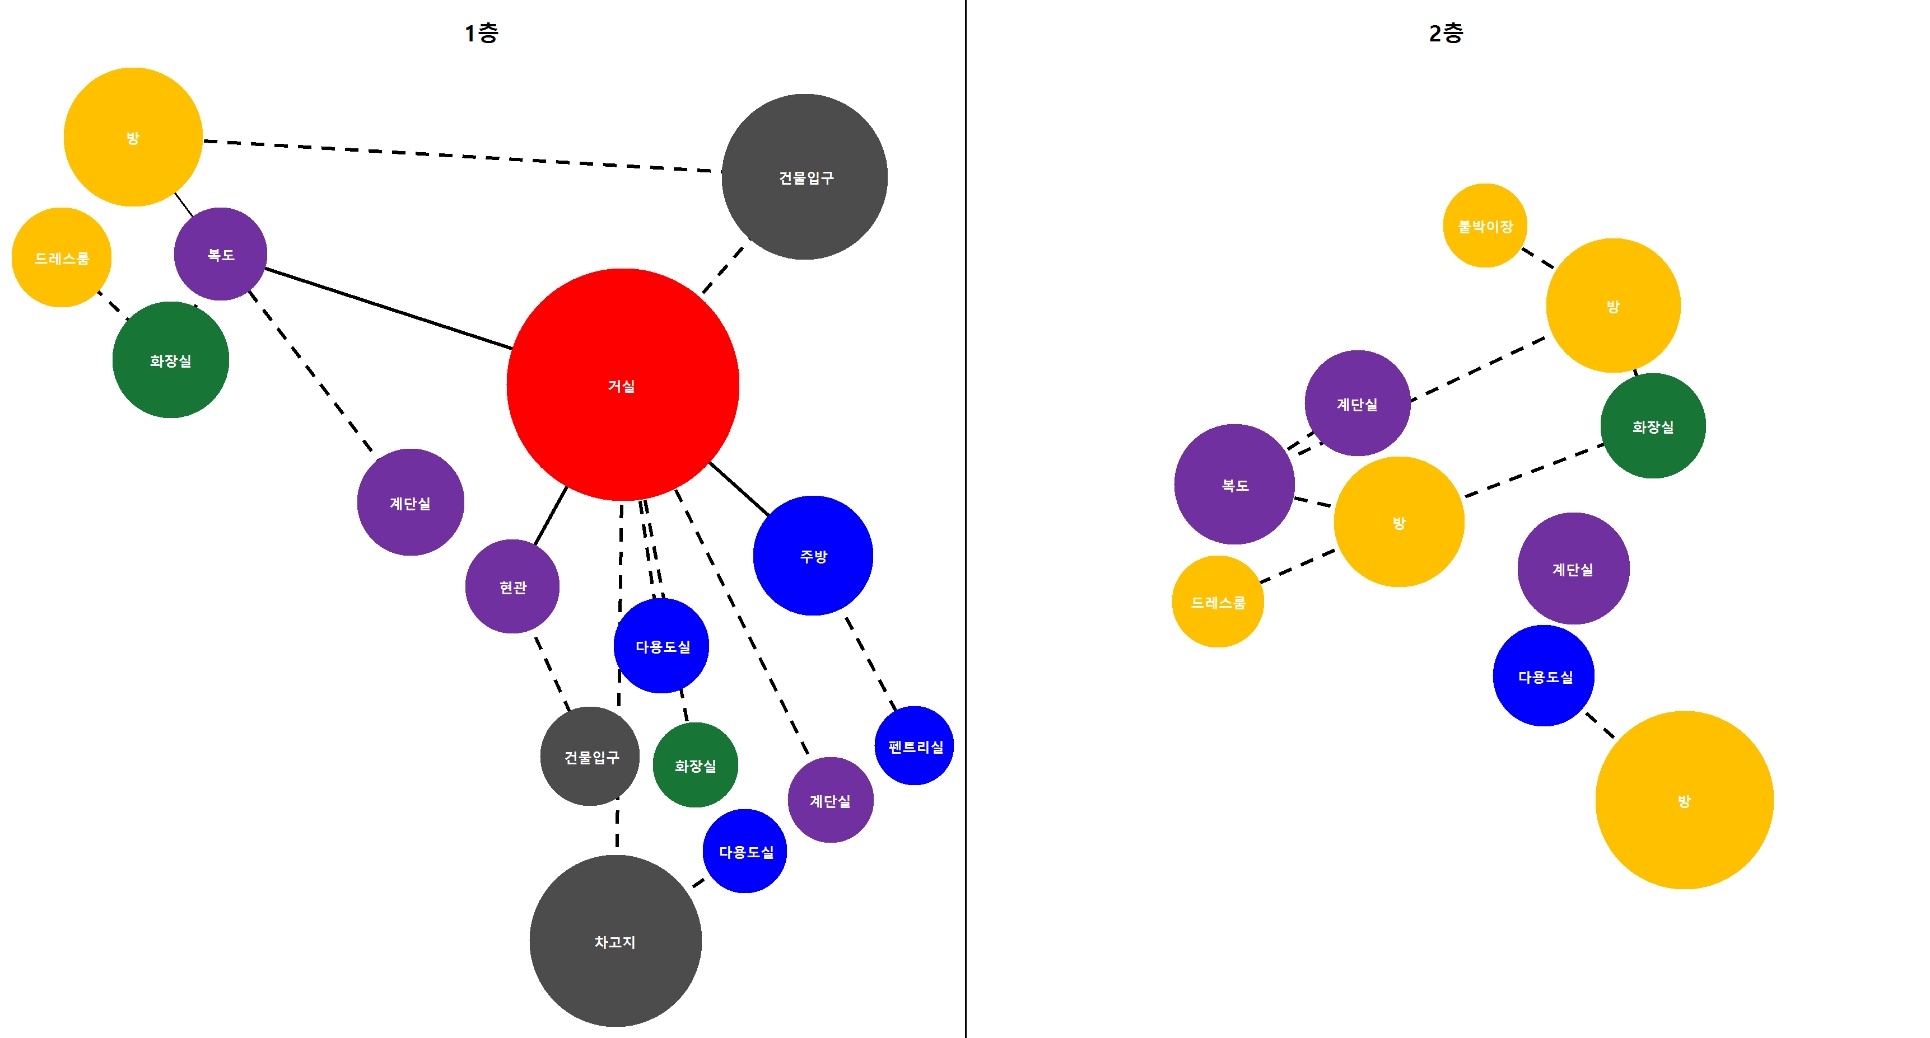 1층
방
건물입구
드레스룸
복도
화장실
거실
계단실
현관
주방
다용도실
건물입구
화장실
펜트리실
계단실
다용도실
차고지
2층
붙박이장
방
계단실
화장실
복도
방
계단실
드레스룸
다용도실
방